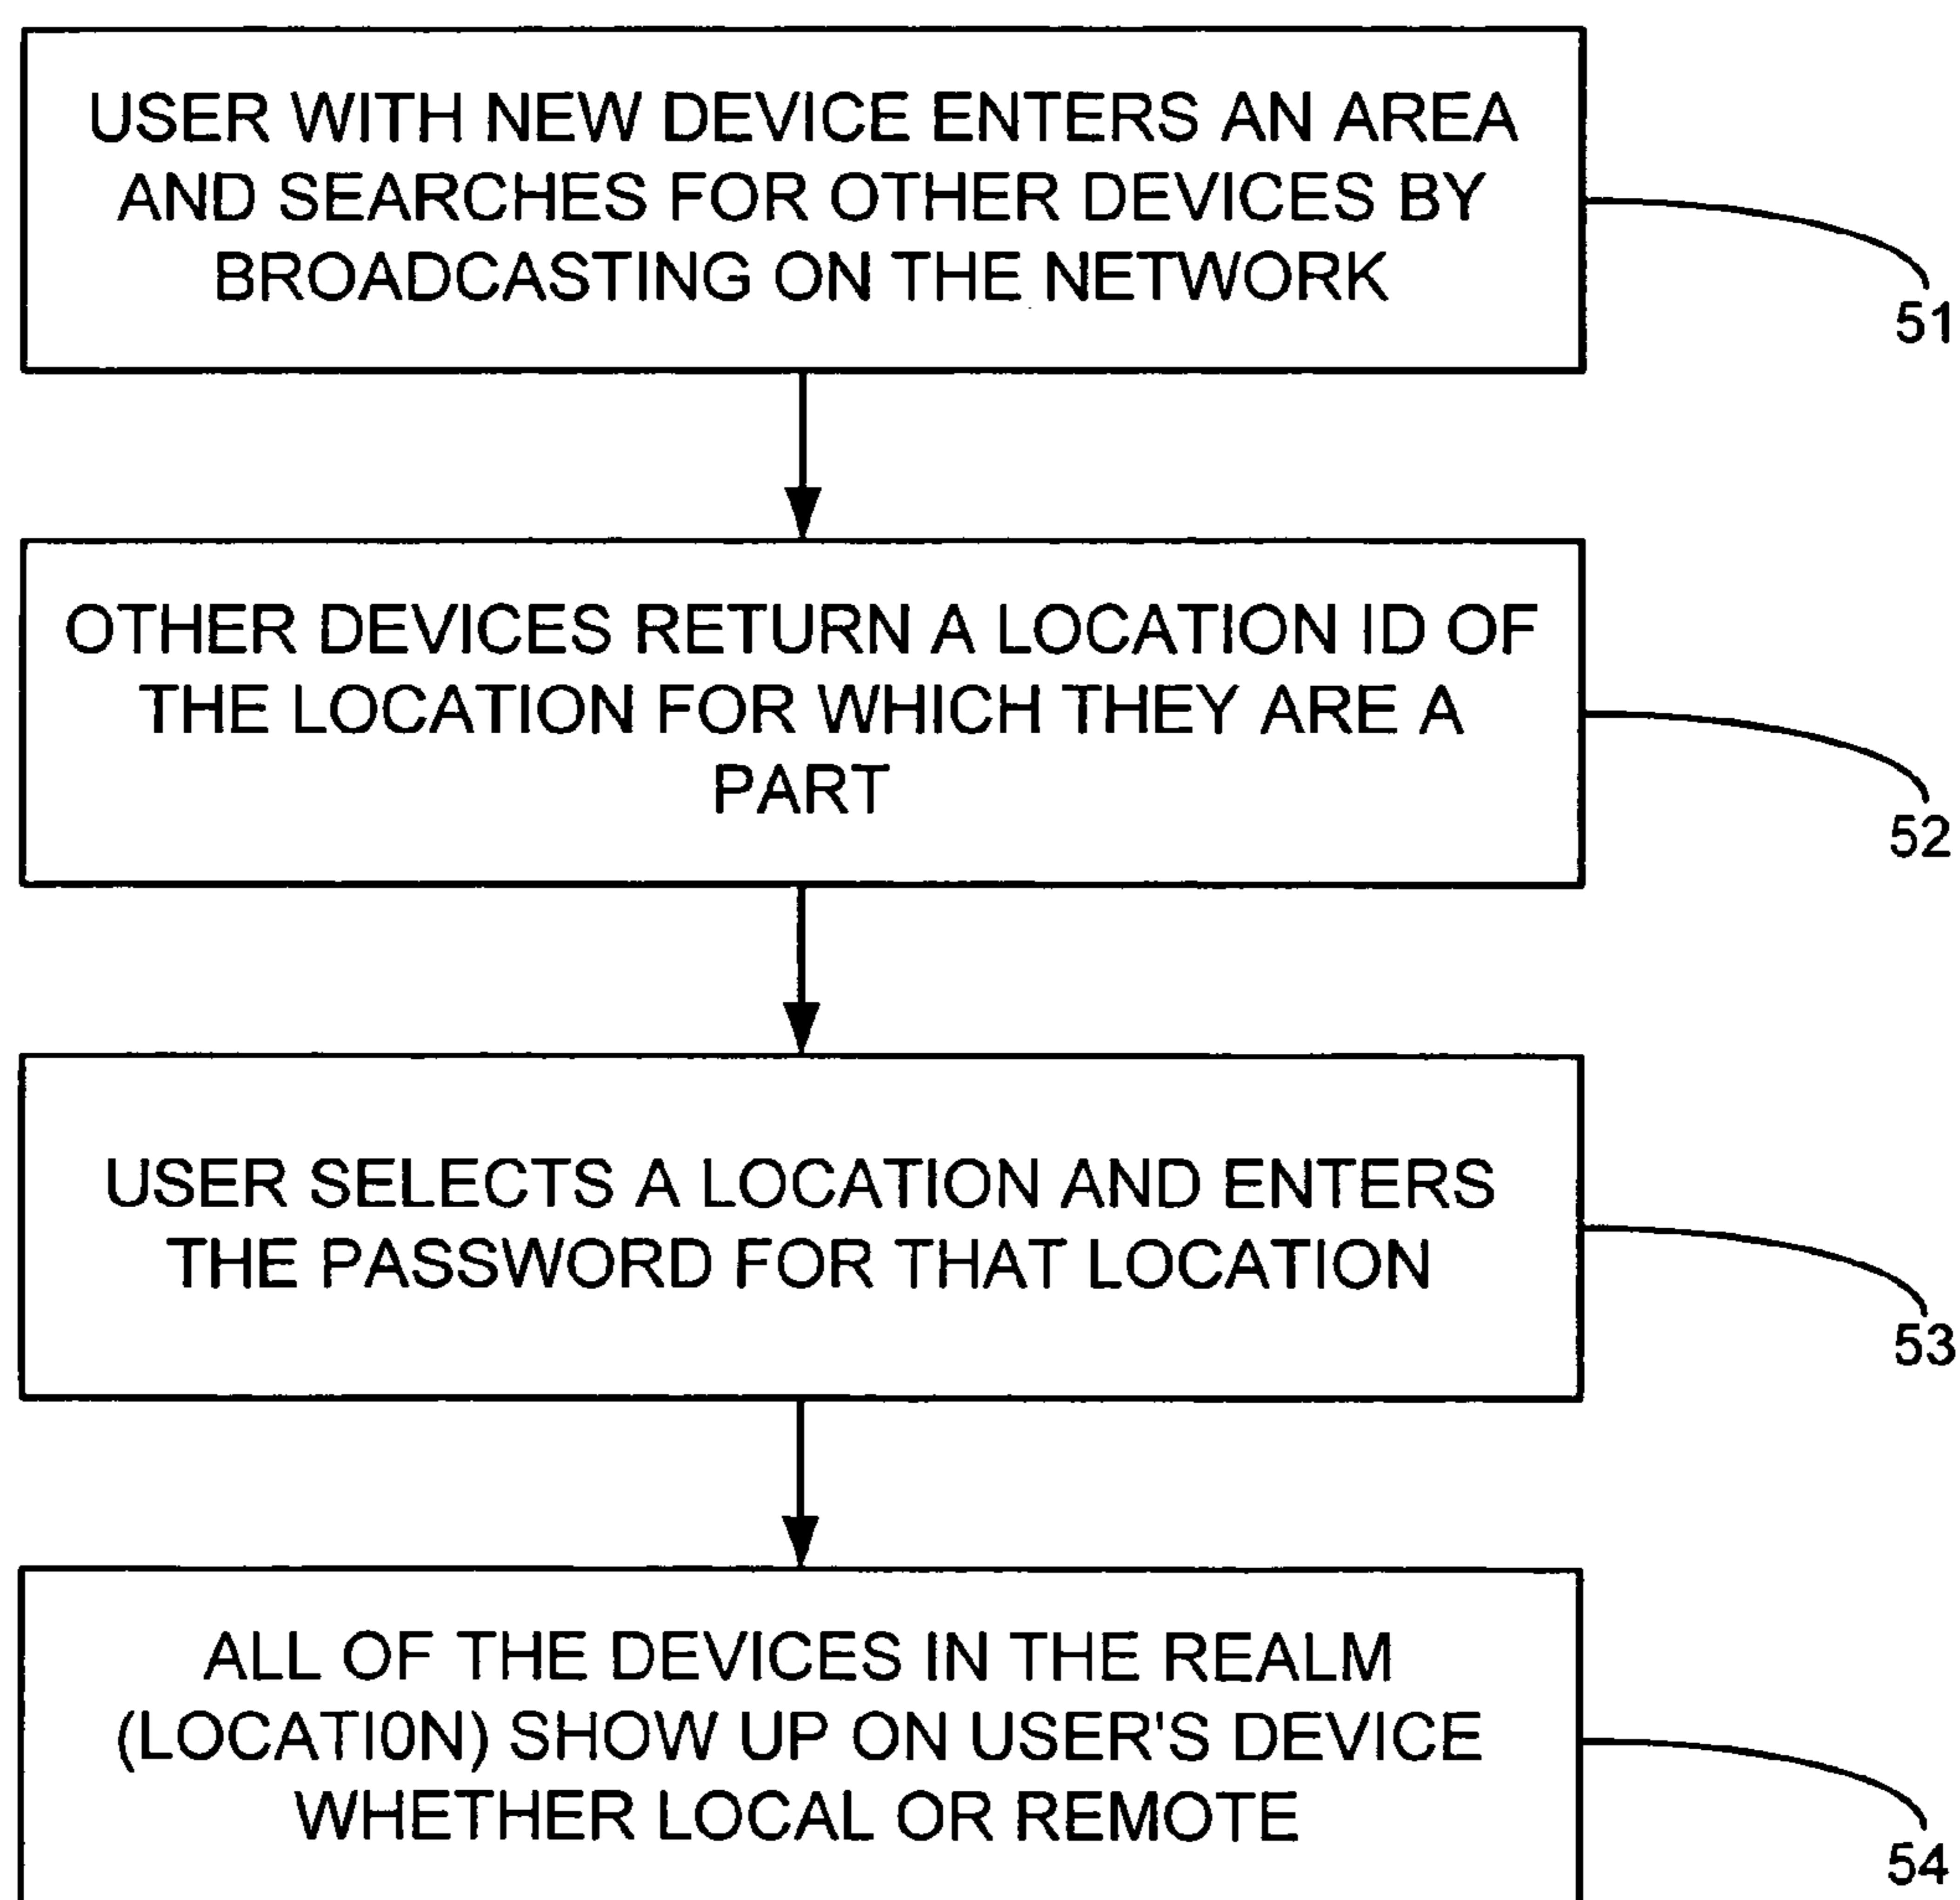 USER WITH NEW DEVICE ENTERS AN AREA
AND SEARCHES FOR OTHER DEVICES BY
BROADCASTING ON THE NETWORK
51
OTHER DEVICES RETURN A LOCATION ID OF
THE LOCATION FOR WHICH THEY ARE A
PART
52
USER SELECTS A LOCATION AND ENTERS
THE PASSWORD FOR THAT LOCATION
53
ALL OF THE DEVICES IN THE REALM
(LOCATION) SHOW UP ON USER'S DEVICE
WHETHER LOCAL OR REMOTE
54